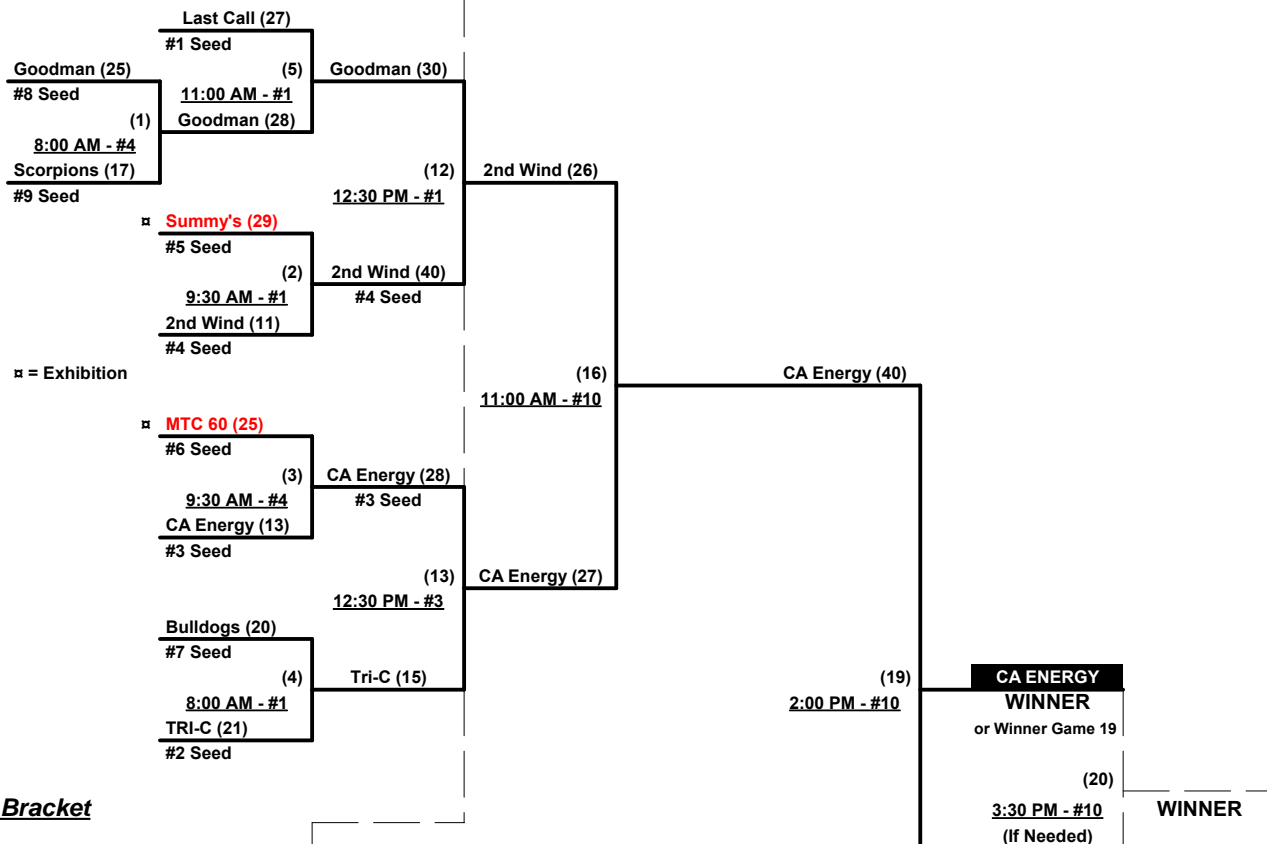 Last Call (27)
#1 Seed
Goodman (25)
(5)
Goodman (30)
#8 Seed
11:00 AM - #1
(1)
Goodman (28)
8:00 AM - #4
Scorpions (17)
(12)
2nd Wind (26)
#9 Seed
12:30 PM - #1
¤ Summy's (29)
#5 Seed
(2)
2nd Wind (40)
9:30 AM - #1
#4 Seed
2nd Wind (11)
#4 Seed
¤ = Exhibition
(16)
CA Energy (40)
11:00 AM - #10
¤ MTC 60 (25)
#6 Seed
(3)
CA Energy (28)
9:30 AM - #4
#3 Seed
CA Energy (13)
#3 Seed
(13)
CA Energy (27)
12:30 PM - #3
Bulldogs (20)
#7 Seed
(4)
Tri-C (15)
(19)
CA ENERGY
8:00 AM - #1
2:00 PM - #10
WINNER
TRI-C (21)
or Winner Game 19
#2 Seed
(20)
Bracket
3:30 PM - #10
WINNER
(If Needed)